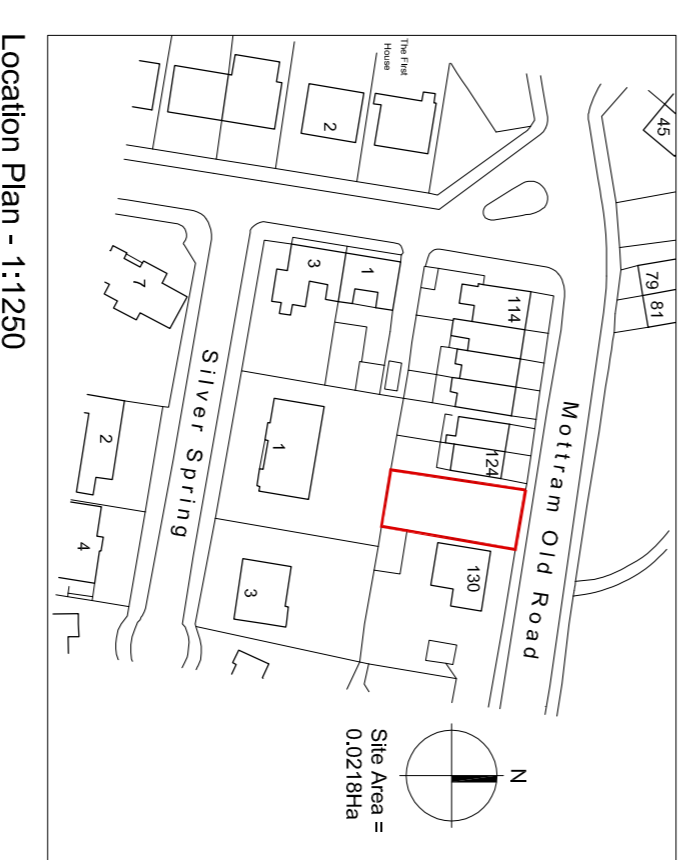 The First
House
2
45
79
81
114
124
130
Mottram Old Road
3
1
7
Silver Spring
1
3
2
4
N
Site Area =
0.0218Ha
Location Plan - 1:1250